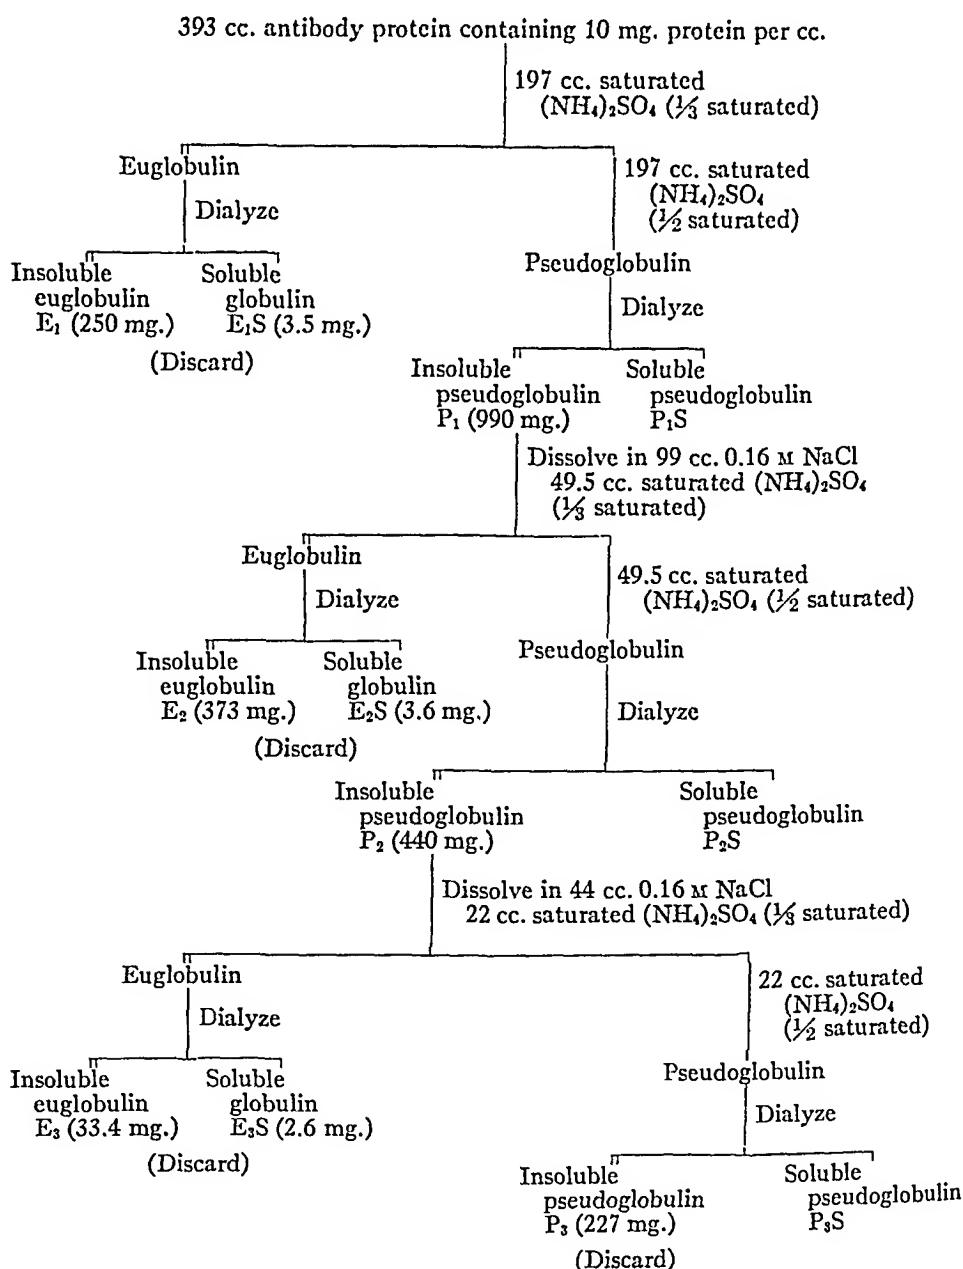 393 cc. antibody protein containing 10 mg. protein per cc.
197 cc. saturated
(NH₄)₂SO₄ (⅓ saturated)
Euglobulin
197 cc. saturated
(NH₄)₂SO₄
(½ saturated)
Dialyze
Pseudoglobulin
Insoluble
euglobulin
E₁ (250 mg.)
Soluble
globulin
E₁S (3.5 mg.)
(Discard)
Dialyze
Insoluble
pseudoglobulin
P₁ (990 mg.)
Soluble
pseudoglobulin
P₁S
Dissolve in 99 cc. 0.16 M NaCl
49.5 cc. saturated (NH₄)₂SO₄
(⅓ saturated)
Euglobulin
49.5 cc. saturated
(NH₄)₂SO₄ (½ saturated)
Dialyze
Pseudoglobulin
Insoluble
euglobulin
E₂ (373 mg.)
Soluble
globulin
E₂S (3.6 mg.)
(Discard)
Dialyze
Insoluble
pseudoglobulin
P₂ (440 mg.)
Soluble
pseudoglobulin
P₂S
Dissolve in 44 cc. 0.16 M NaCl
22 cc. saturated (NH₄)₂SO₄ (⅓ saturated)
Euglobulin
22 cc. saturated
(NH₄)₂SO₄
(½ saturated)
Dialyze
Pseudoglobulin
Insoluble
euglobulin
E₃ (33.4 mg.)
Soluble
globulin
E₃S (2.6 mg.)
(Discard)
Dialyze
Insoluble
pseudoglobulin
P₃ (227 mg.)
Soluble
pseudoglobulin
P₃S
(Discard)